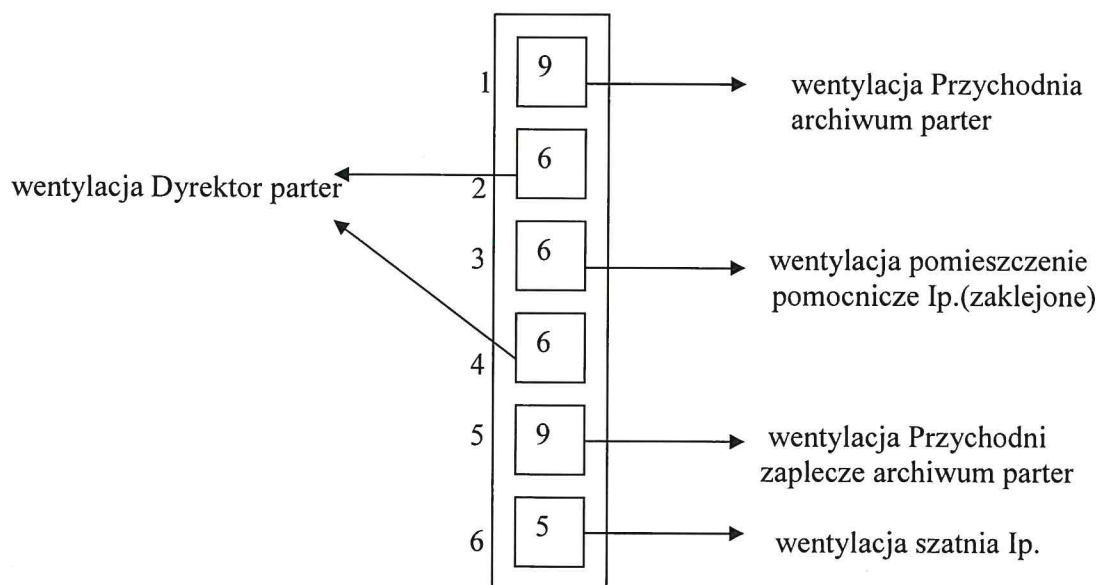 1
9
wentylacja Przychodnia
archiwum parter
wentylacja Dyrektor parter
2
6
3
6
wentylacja pomieszczenie
pomocnicze Ip.(zaklejone)
4
6
5
9
wentylacja Przychodni
zaplecze archiwum parter
6
5
wentylacja szatnia Ip.